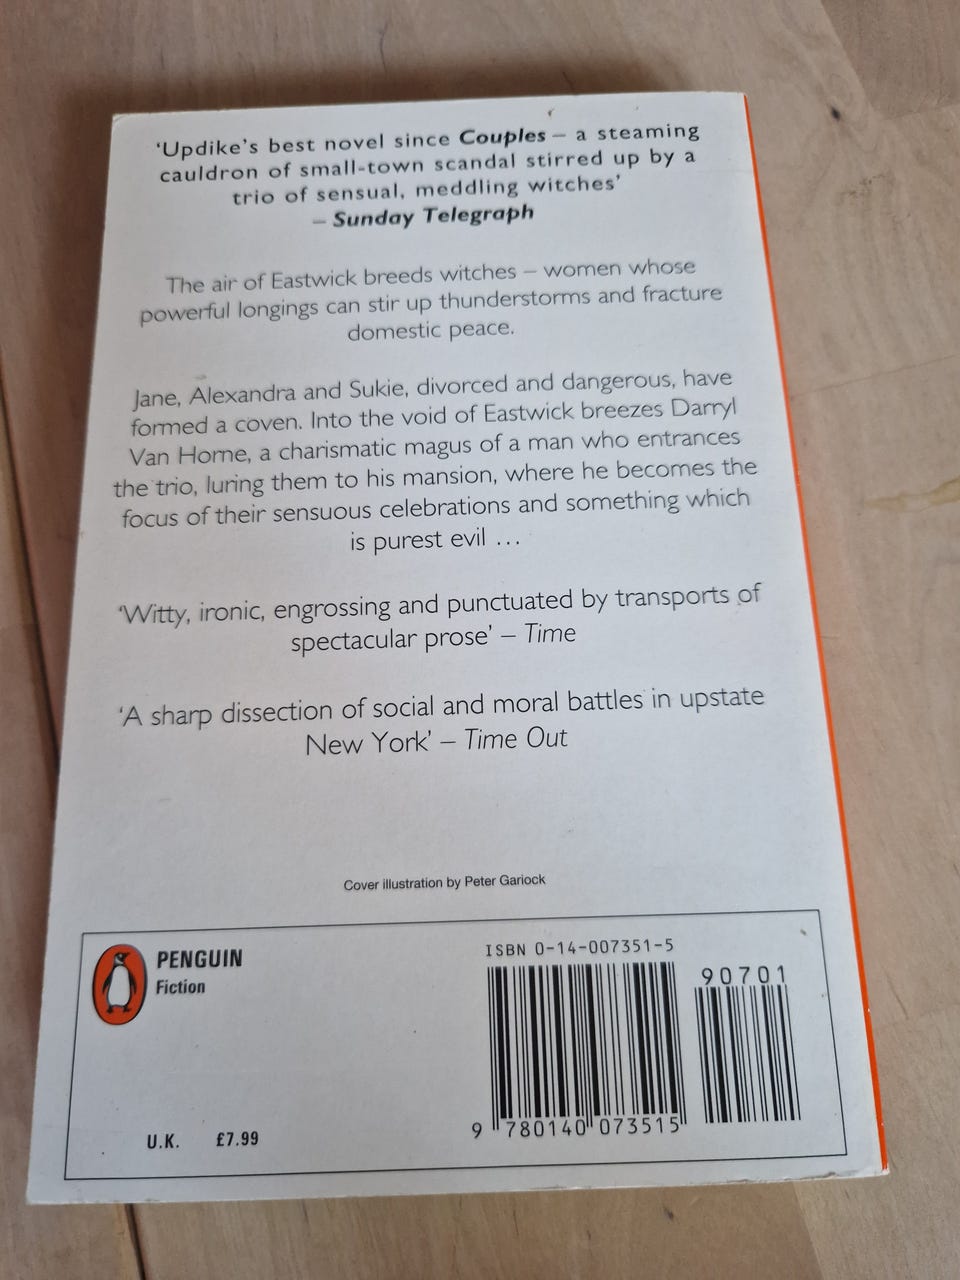 ‘Updike’s best novel since Couples – a steaming
cauldron of small-town scandal stirred up by a
trio of sensual, meddling witches’
– Sunday Telegraph
The air of Eastwick breeds witches – women whose
powerful longings can stir up thunderstorms and fracture
domestic peace.
Jane, Alexandra and Sukie, divorced and dangerous, have
formed a coven. Into the void of Eastwick breezes Darryl
Van Horne, a charismatic magus of a man who entrances
the trio, luring them to his mansion, where he becomes the
focus of their sensuous celebrations and something which
is purest evil ...
‘Witty, ironic, engrossing and punctuated by transports of
spectacular prose’ – Time
‘A sharp dissection of social and moral battles in upstate
New York’ – Time Out
Cover illustration by Peter Gariock
PENGUIN
Fiction
U.K. £7.99
ISBN 0-14-007351-5
90701
9 780140 073515